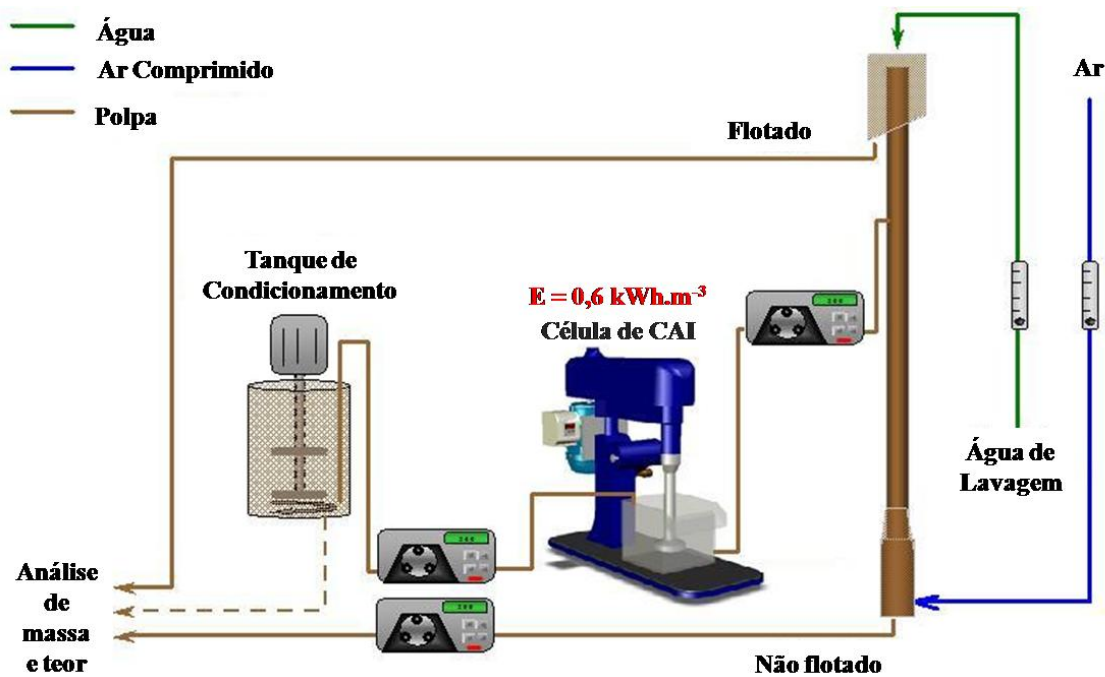 Água
Ar Comprimido
Polpa
Ar
Flotado
Tanque de
Condicionamento
E = 0,6 kWh.m⁻³
Célula de CAI
Água de
Lavagem
Análise
de
massa
e teor
Não flotado